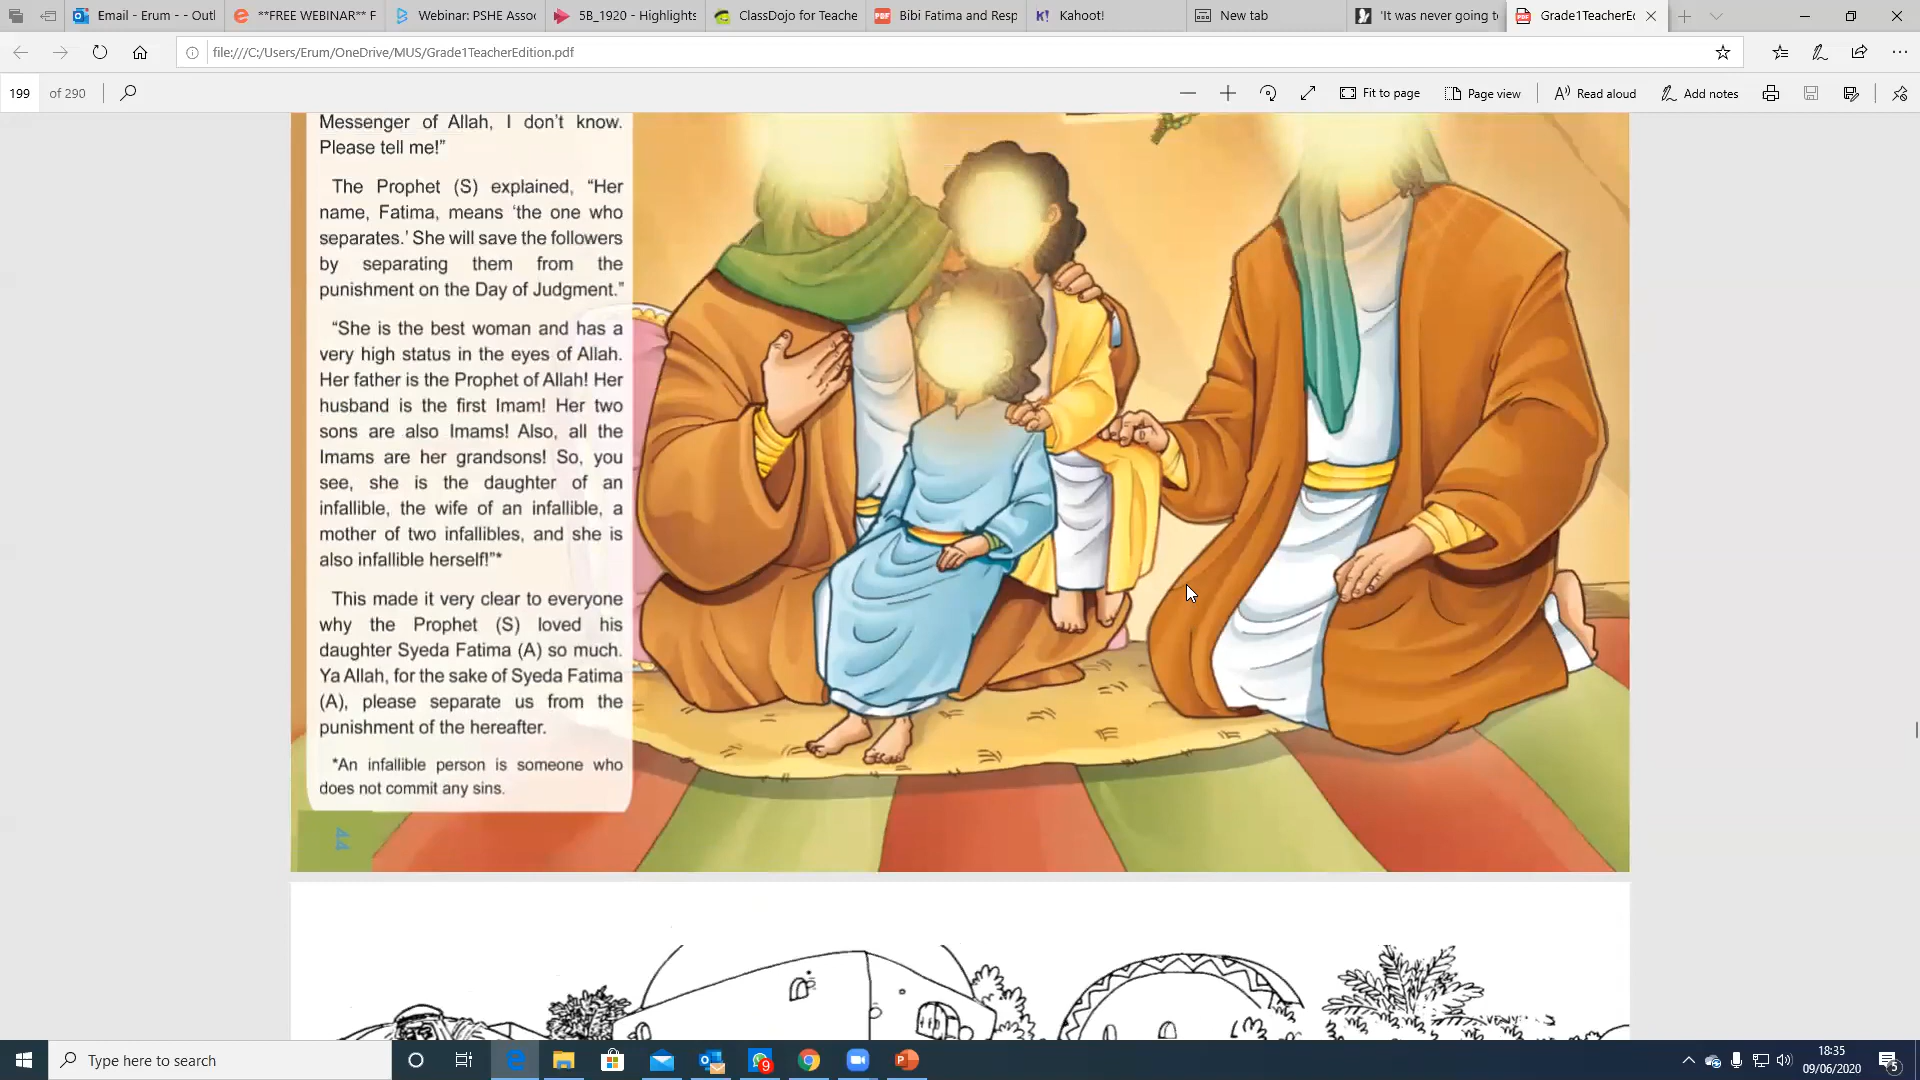 Email - Erum - - Outl
**FREE WEBINAR** F
Webinar: PSHE Assoc
5B_1920 - Highlights
ClassDojo for Teache
Bibi Fatima and Resp
Kahoot!
New tab
'It was never going to
Grade1TeacherEc
file:///C:/Users/Erum/OneDrive/MUS/Grade1TeacherEdition.pdf
199 of 290
Fit to page
Page view
Read aloud
Add notes
Messenger of Allah, I don't know.
Please tell me!”
The Prophet (S) explained, “Her
name, Fatima, means ‘the one who
separates.’ She will save the followers
by separating them from the
punishment on the Day of Judgment.”
“She is the best woman and has a
very high status in the eyes of Allah.
Her father is the Prophet of Allah! Her
husband is the first Imam! Her two
sons are also Imams! Also, all the
Imams are her grandsons! So, you
see, she is the daughter of an
infallible, the wife of an infallible, a
mother of two infallibles, and she is
also infallible herself!”*
This made it very clear to everyone
why the Prophet (S) loved his
daughter Syeda Fatima (A) so much.
Ya Allah, for the sake of Syeda Fatima
(A), please separate us from the
punishment of the hereafter.
*An infallible person is someone who
does not commit any sins.
44
Type here to search
9
18:35
09/06/2020
5